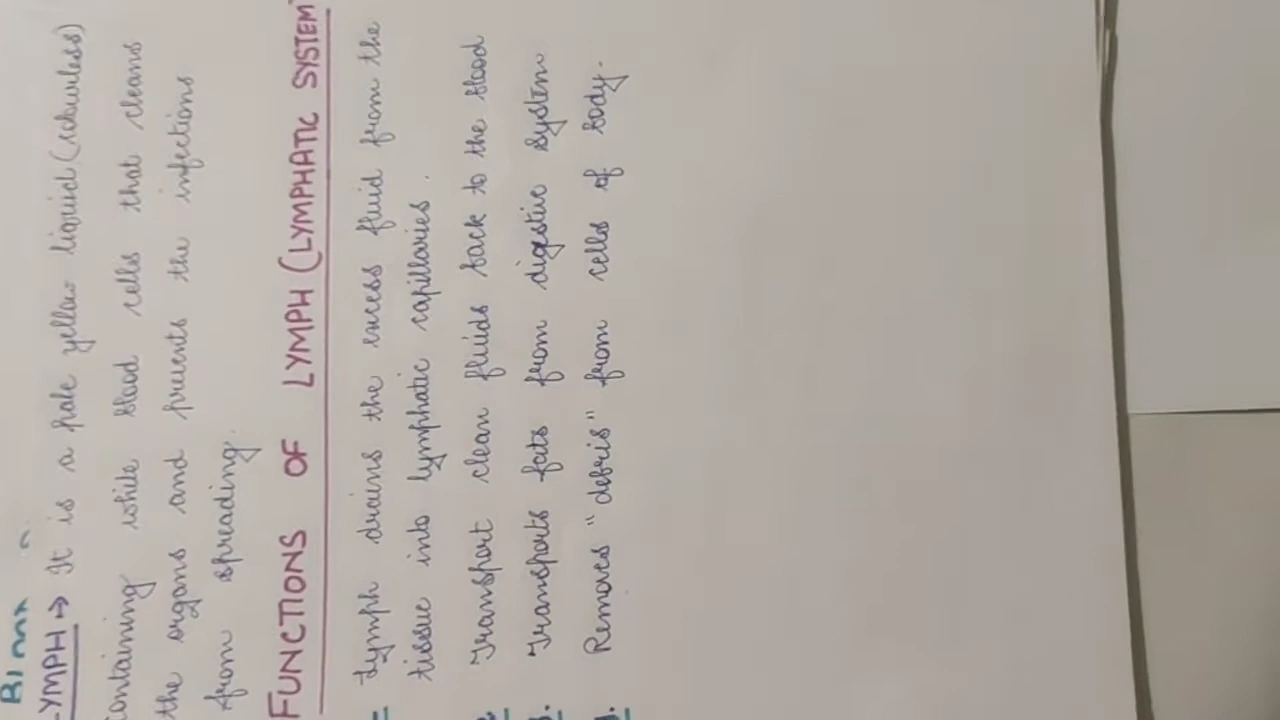 LYMPH → It is a pale yellow liquid (colourless)
containing white blood cells that cleans
the organs and prevents the infections
from spreading.
FUNCTIONS OF LYMPH (LYMPHATIC SYSTEM
Lymph drains the excess fluid from the
tissue into lymphatic capillaries.
Transport clean fluids back to the blood
3. Transports fats from digestive system
Removes "debris" from cells of body.